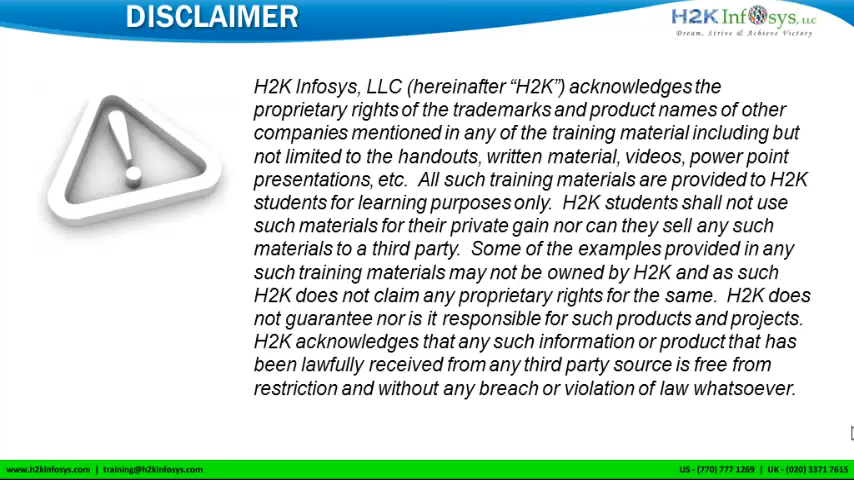 DISCLAIMER
H2K Infosys, LLC
Dream, Strive & Achieve Victory
H2K Infosys, LLC (hereinafter “H2K”) acknowledges the
proprietary rights of the trademarks and product names of other
companies mentioned in any of the training material including but
not limited to the handouts, written material, videos, power point
presentations, etc.  All such training materials are provided to H2K
students for learning purposes only.  H2K students shall not use
such materials for their private gain nor can they sell any such
materials to a third party.  Some of the examples provided in any
such training materials may not be owned by H2K and as such
H2K does not claim any proprietary rights for the same.  H2K does
not guarantee nor is it responsible for such products and projects.
H2K acknowledges that any such information or product that has
been lawfully received from any third party source is free from
restriction and without any breach or violation of law whatsoever.
www.h2kinfosys.com | training@h2kinfosys.com
US - (770) 777 1269 | UK - (020) 3371 7615